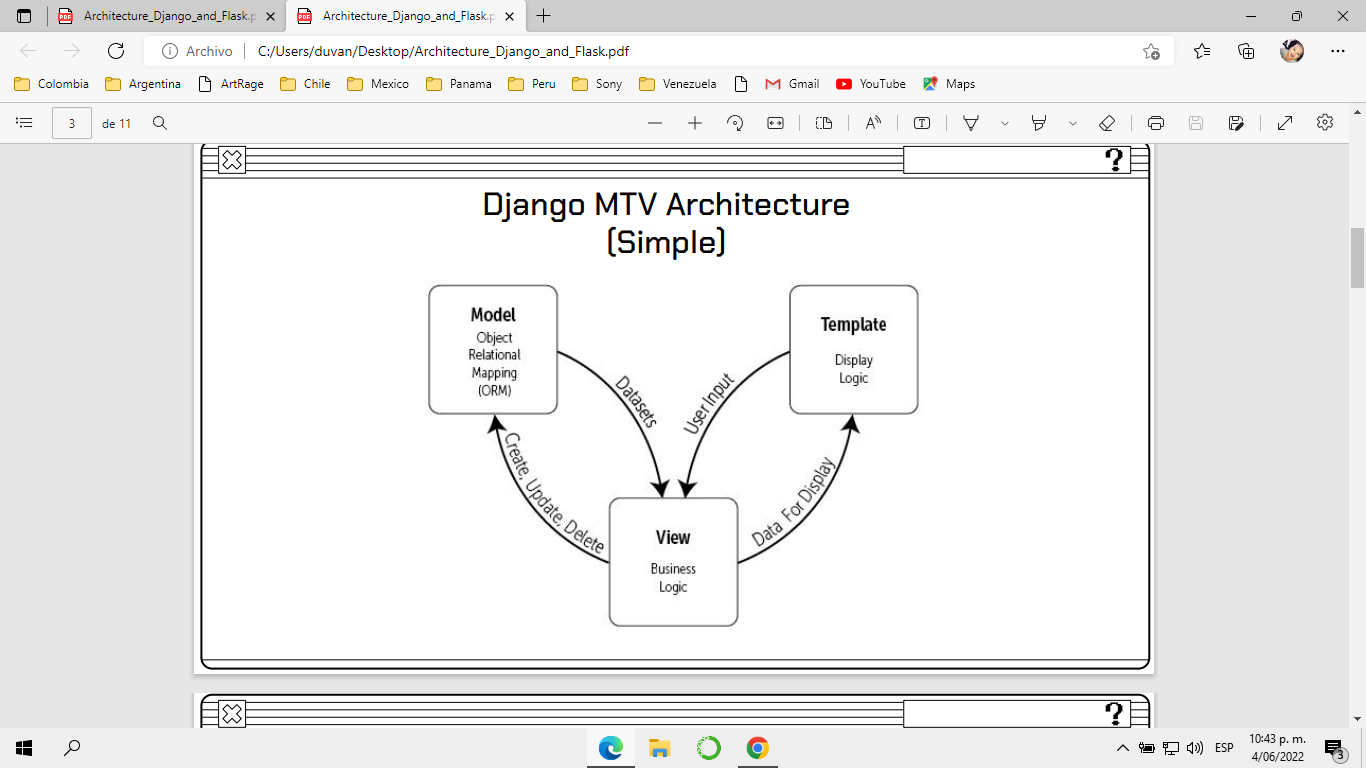 Architecture_Django_and_Flask.p
Architecture_Django_and_Flask.p
Archivo
C:/Users/duvan/Desktop/Architecture_Django_and_Flask.pdf
Colombia
Argentina
ArtRage
Chile
Mexico
Panama
Peru
Sony
Venezuela
Gmail
YouTube
Maps
3 de 11
?
Django MTV Architecture
(Simple)
Model
Object
Relational
Mapping
(ORM)
Template
Display
Logic
Datasets
User Input
Create, Update, Delete
Data For Display
View
Business
Logic
?
ESP
10:43 p. m.
4/06/2022
3